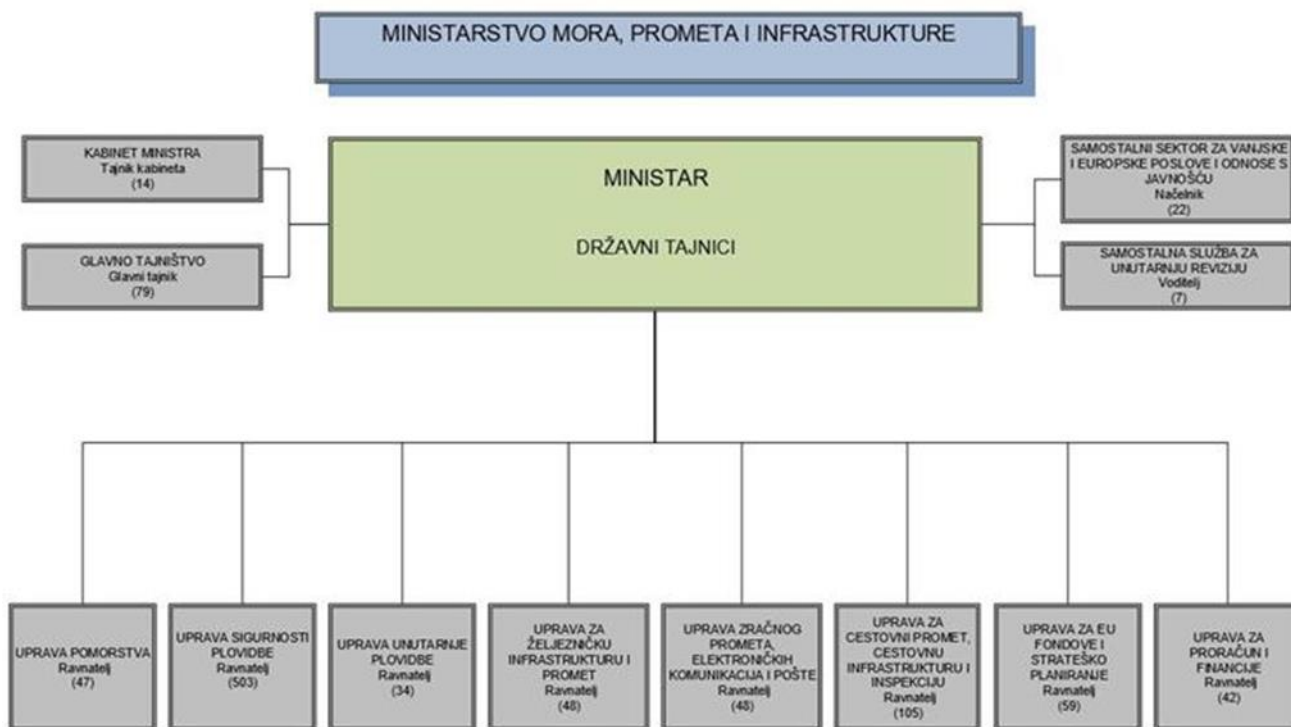 MINISTARSTVO MORA, PROMETA I INFRASTRUKTURE
KABINET MINISTRA
Tajnik kabineta
(14)
GLAVNO TAJNIŠTVO
Glavni tajnik
(79)
MINISTAR
DRŽAVNI TAJNICI
SAMOSTALNI SEKTOR ZA VANJSKE
I EUROPSKE POSLOVE I ODNOSE S
JAVNOŠĆU
Načelnik
(22)
SAMOSTALNA SLUŽBA ZA
UNUTARNJU REVIZIJU
Voditelj
(7)
UPRAVA POMORSTVA
Ravnatelj
(47)
UPRAVA SIGURNOSTI
PLOVIDBE
Ravnatelj
(503)
UPRAVA UNUTARNJE
PLOVIDBE
Ravnatelj
(34)
UPRAVA ZA
ŽELJEZNIČKU
INFRASTRUKTURU I
PROMET
Ravnatelj
(48)
UPRAVA ZRAČNOG
PROMETA,
ELEKTRONIČKIH
KOMUNIKACIJA I POŠTE
Ravnatelj
(48)
UPRAVA ZA
CESTOVNI PROMET,
CESTOVNU
INFRASTRUKTURU I
INSPEKCIJU
Ravnatelj
(105)
UPRAVA ZA EU
FONDOVE I
STRATEŠKO
PLANIRANJE
Ravnatelj
(59)
UPRAVA ZA
PRORAČUN I
FINANCIJE
Ravnatelj
(42)